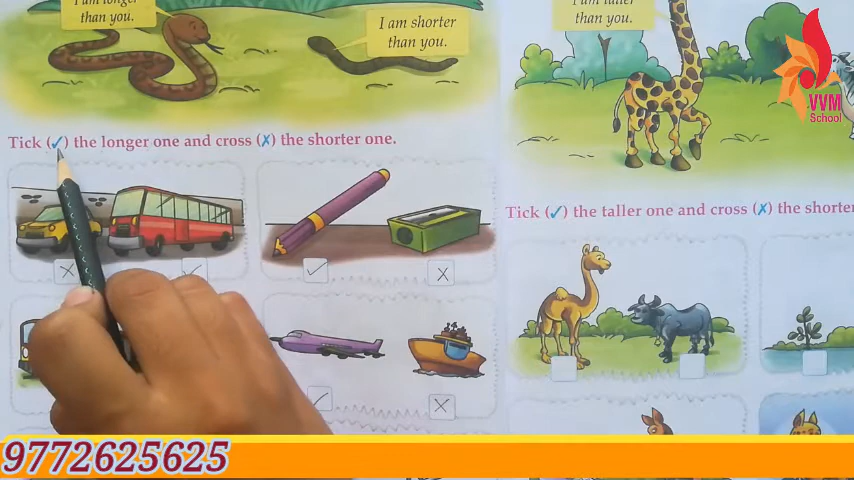 I am longer
than you.
I am shorter
than you.
Tick (✓) the longer one and cross (✗) the shorter one.
I am taller
than you.
Tick (✓) the taller one and cross (✗) the shorter
VVM
School
9772625625